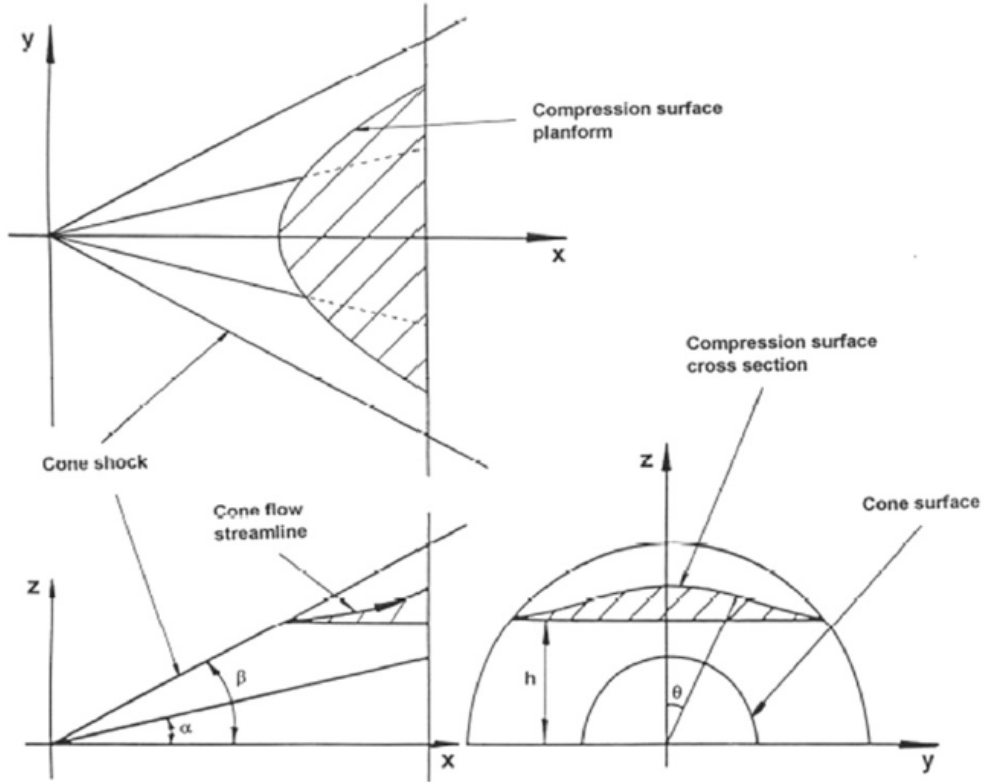 y
Compression surface
planform
x
Compression surface
cross section
Cone shock
z
Cone flow
streamline
Cone surface
z
β
h
θ
α
x
y